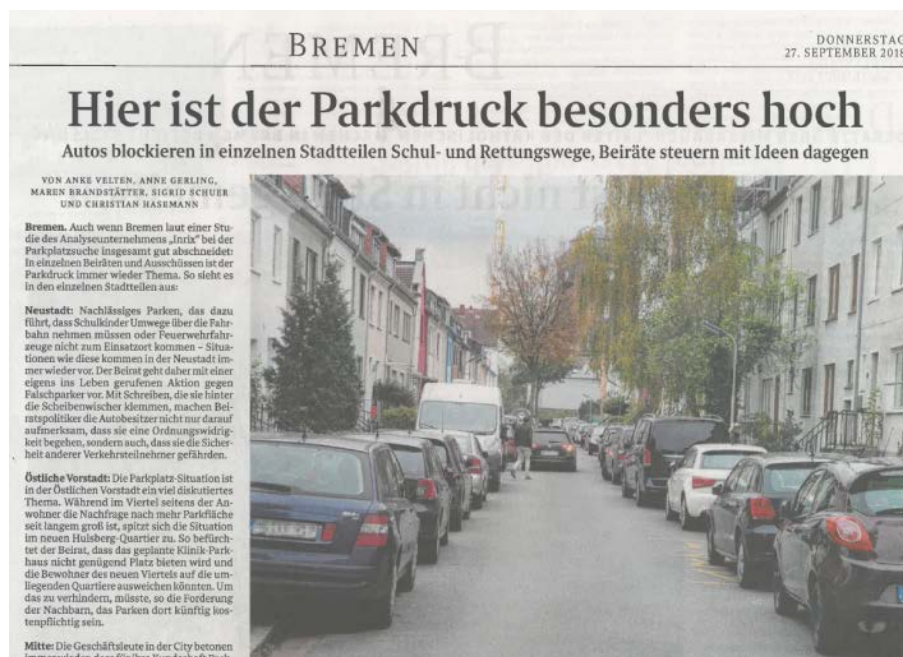 BREMEN
DONNERSTAG
27. SEPTEMBER 2018
Hier ist der Parkdruck besonders hoch
Autos blockieren in einzelnen Stadtteilen Schul- und Rettungswege, Beiräte steuern mit Ideen dagegen
VON ANKE VELTEN, ANNE GERLING,
MAREN BRANDSTÄTTER, SIGRID SCHUER
UND CHRISTIAN HASEMANN
Bremen. Auch wenn Bremen laut einer Stu-
die des Analyseunternehmens „Inrix“ bei der
Parkplatzsuche insgesamt gut abschneidet:
In einzelnen Beiräten und Ausschüssen ist der
Parkdruck immer wieder Thema. So sieht es
in den einzelnen Stadtteilen aus:
Neustadt: Nachlässiges Parken, das dazu
führt, dass Schulkinder Umwege über die Fahr-
bahn nehmen müssen oder Feuerwehrfahr-
zeuge nicht zum Einsatzort kommen – Situa-
tionen wie diese kommen in der Neustadt im-
mer wieder vor. Der Beirat geht daher mit einer
eigens ins Leben gerufenen Aktion gegen
Falschparker vor. Mit Schreiben, die sie hinter
die Scheibenwischer klemmen, machen Bei-
ratspolitiker die Autobesitzer nicht nur darauf
aufmerksam, dass sie eine Ordnungswidrig-
keit begehen, sondern auch, dass sie die Sicher-
heit anderer Verkehrsteilnehmer gefährden.
Östliche Vorstadt: Die Parkplatz-Situation ist
in der Östlichen Vorstadt ein viel diskutiertes
Thema. Während im Viertel seitens der An-
wohner die Nachfrage nach mehr Parkfläche
seit langem groß ist, spitzt sich die Situation
im neuen Hulsberg-Quartier zu. So befürch-
tet der Beirat, dass das geplante Klinik-Park-
haus nicht genügend Platz bieten wird und
die Bewohner des neuen Viertels auf die um-
liegenden Quartiere ausweichen könnten. Um
das zu verhindern, müsste, so die Forderung
der Nachbarn, das Parken dort künftig kos-
tenpflichtig sein.
Mitte: Die Geschäftsleute in der City betonen